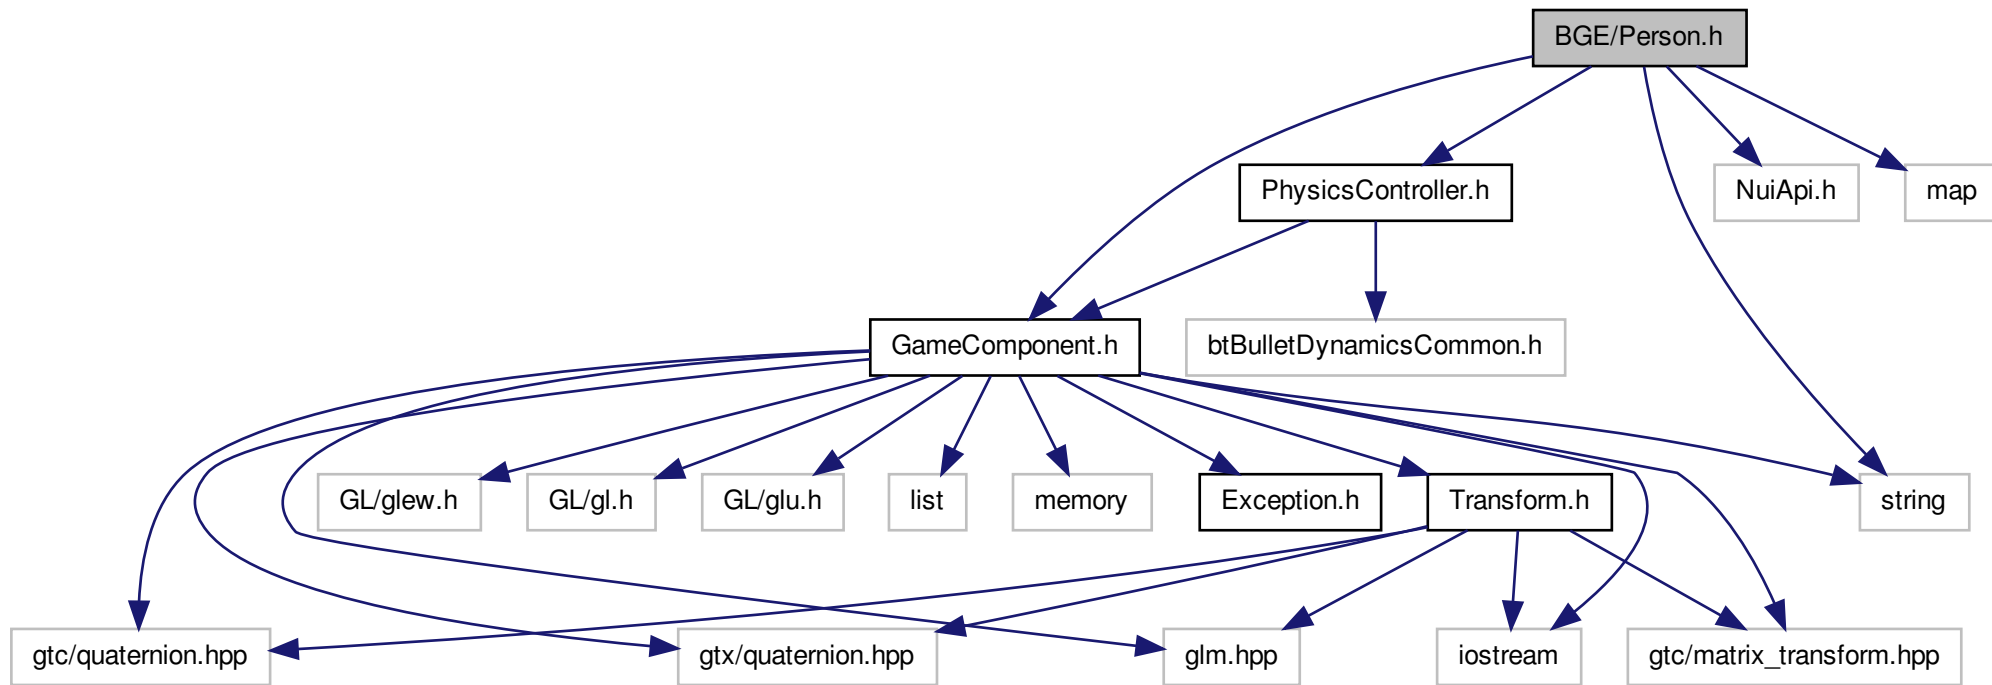 BGE/Person.h
PhysicsController.h
NuiApi.h
map
GameComponent.h
btBulletDynamicsCommon.h
GL/glew.h
GL/gl.h
GL/glu.h
list
memory
Exception.h
Transform.h
string
gtc/quaternion.hpp
gtx/quaternion.hpp
glm.hpp
iostream
gtc/matrix_transform.hpp